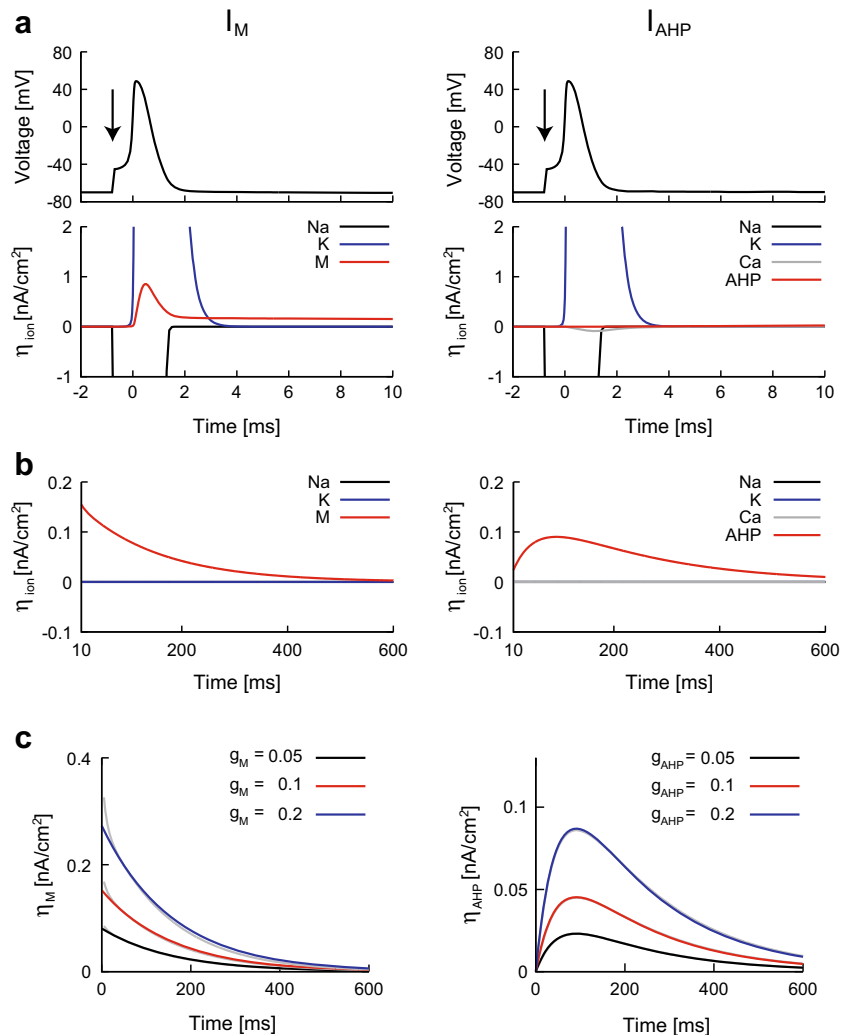 a
I_M
I_AHP
80
40
0
-40
-80
Voltage [mV]
80
40
0
-40
-80
Voltage [mV]
2
1
0
-1
η_ion [nA/cm²]
Na
K
M
-2 0 2 4 6 8 10
Time [ms]
2
1
0
-1
η_ion [nA/cm²]
Na
K
Ca
AHP
-2 0 2 4 6 8 10
Time [ms]
b
0.2
0.1
0
-0.1
η_ion [nA/cm²]
Na
K
M
10 200 400 600
Time [ms]
0.2
0.1
0
-0.1
η_ion [nA/cm²]
Na
K
Ca
AHP
10 200 400 600
Time [ms]
c
0.4
0.2
0
η_M [nA/cm²]
g_M = 0.05
g_M = 0.1
g_M = 0.2
0 200 400 600
Time [ms]
0.1
0.05
0
η_AHP [nA/cm²]
g_AHP = 0.05
g_AHP = 0.1
g_AHP = 0.2
0 200 400 600
Time [ms]